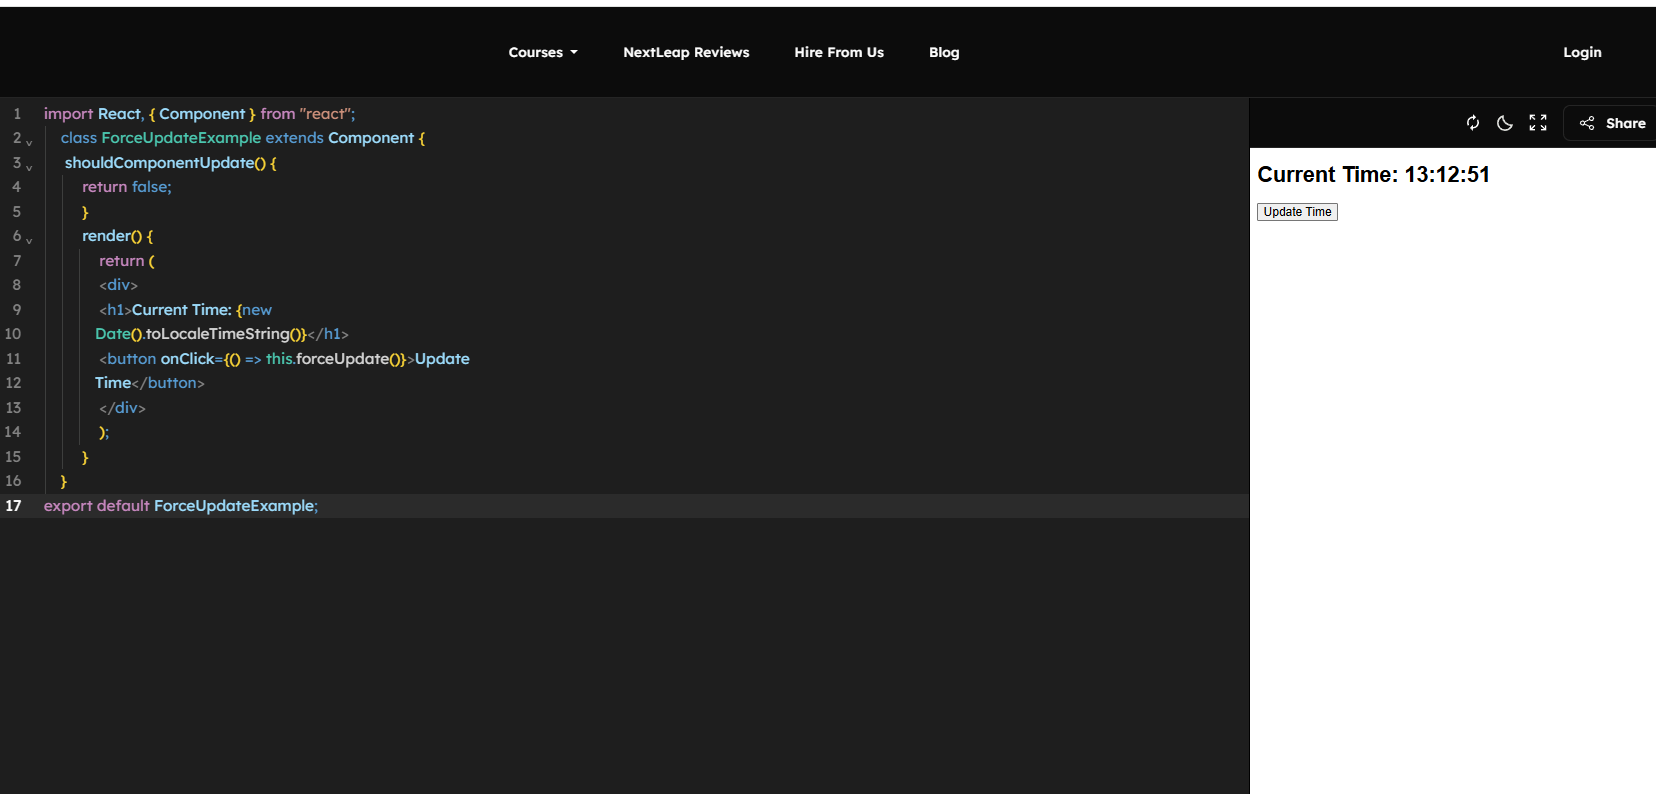 Courses NextLeap Reviews Hire From Us Blog Login
1 import React, { Component } from "react";
2 class ForceUpdateExample extends Component {
3 shouldComponentUpdate() {
4 return false;
5 }
6 render() {
7 return (
8 <div>
9 <h1>Current Time: {new
10 Date().toLocaleTimeString()}</h1>
11 <button onClick={() => this.forceUpdate()}>Update
12 Time</button>
13 </div>
14 );
15 }
16 }
17 export default ForceUpdateExample;
Share
Current Time: 13:12:51
Update Time